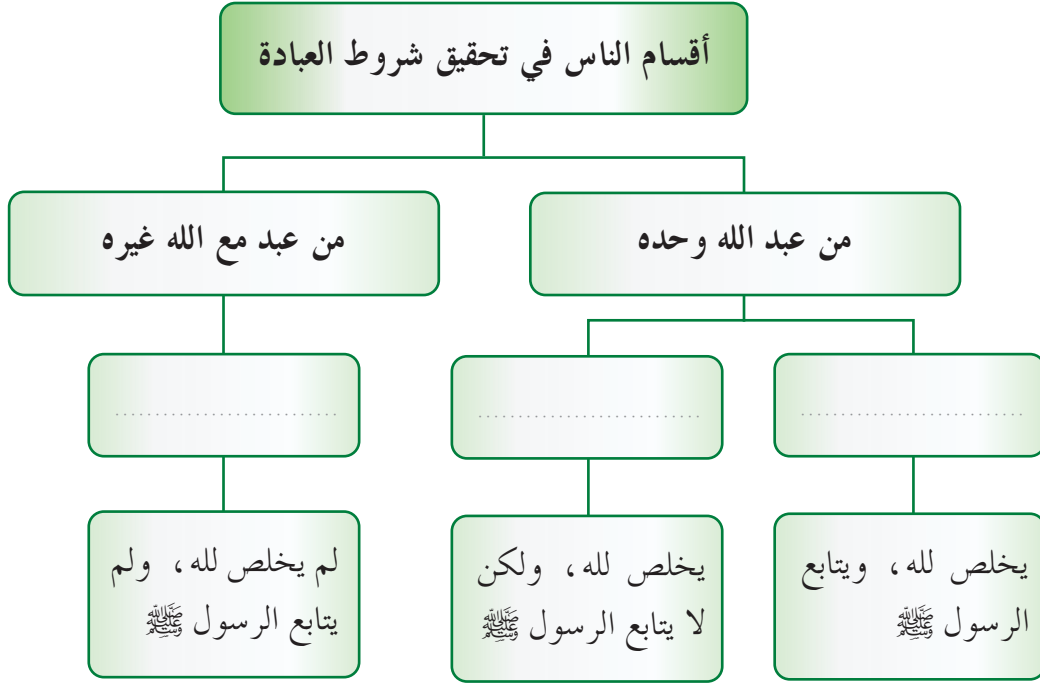 أقسام الناس في تحقيق شروط العبادة
من عبد الله وحده
من عبد مع الله غيره
..............................
..............................
..............................
يخلص لله، ويتابع
الرسول ﷺ
يخلص لله، ولكن
لا يتابع الرسول ﷺ
لم يخلص لله، ولم
يتابع الرسول ﷺ